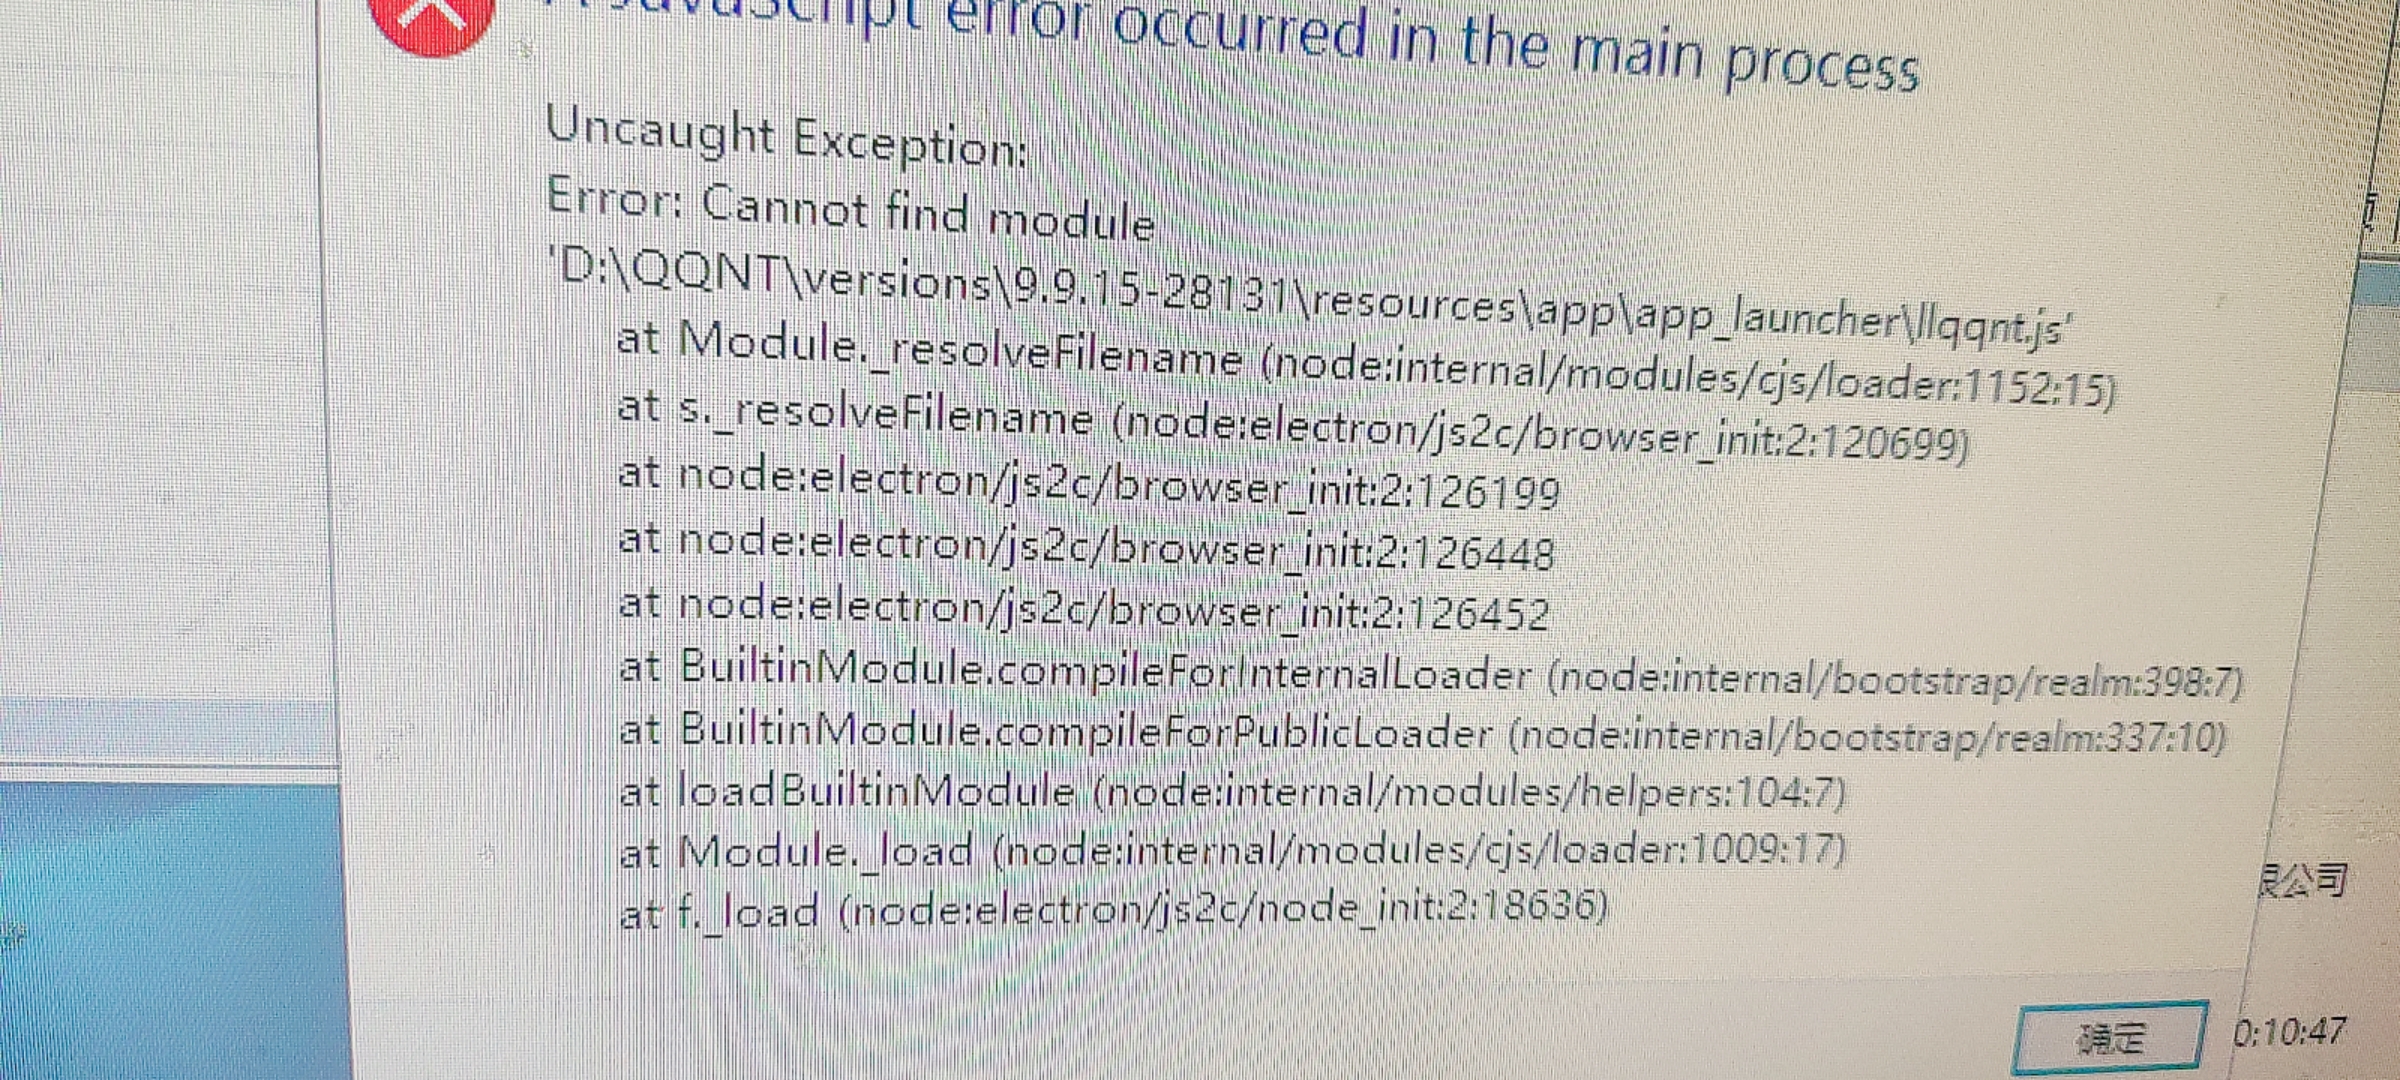 JavaScript error occurred in the main process
Uncaught Exception:
Error: Cannot find module
'D:\QQNT\versions\9.9.15-28131\resources\app\app_launcher\llqqnt.js'
at Module._resolveFilename (node:internal/modules/cjs/loader:1152:15)
at s._resolveFilename (node:electron/js2c/browser_init:2:120699)
at node:electron/js2c/browser_init:2:126199
at node:electron/js2c/browser_init:2:126448
at node:electron/js2c/browser_init:2:126452
at BuiltinModule.compileForInternalLoader (node:internal/bootstrap/realm:398:7)
at BuiltinModule.compileForPublicLoader (node:internal/bootstrap/realm:337:10)
at loadBuiltinModule (node:internal/modules/helpers:104:7)
at Module._load (node:internal/modules/cjs/loader:1009:17)
at f._load (node:electron/js2c/node_init:2:18636)
公司
确定
0:10:47